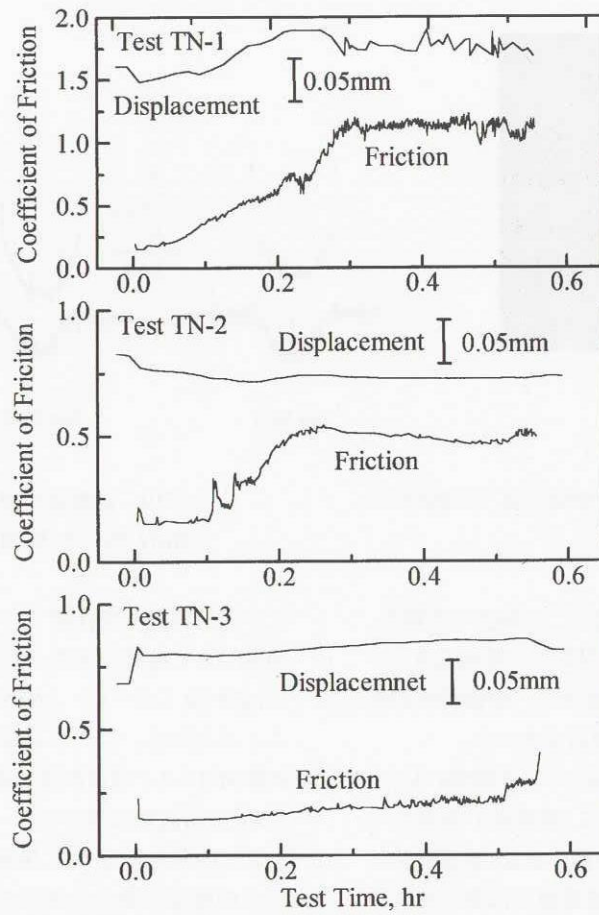 Test TN-1
2.0
1.5
1.0
0.5
0.0
Coefficient of Friction
Displacement
0.05mm
Friction
0.0 0.2 0.4 0.6
Test TN-2
1.0
0.5
0.0
Coefficient of Friciton
Displacement
0.05mm
Friction
0.0 0.2 0.4 0.6
Test TN-3
1.0
0.5
0.0
Coefficient of Friction
Displacemnet
0.05mm
Friction
0.0 0.2 0.4 0.6
Test Time, hr